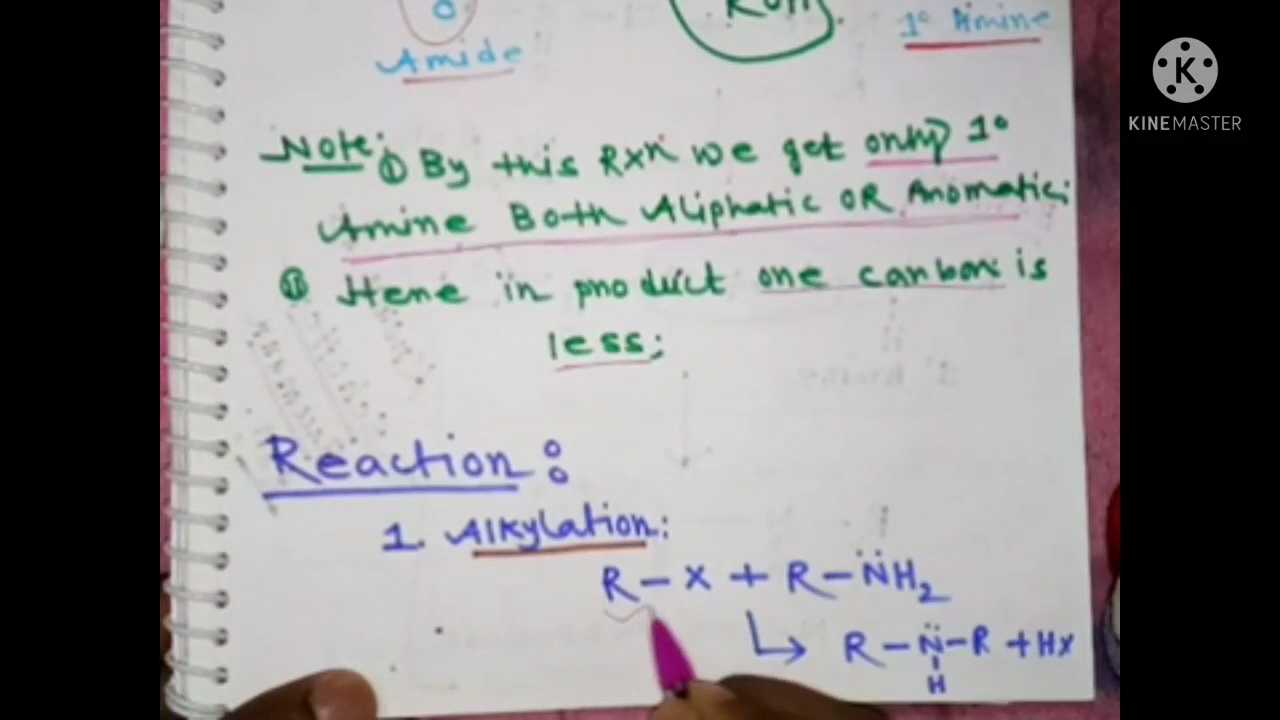 O
Amide
ROH
1° Amine
KINEMASTER
Note: ① By this Rxn we get only 1°
Amine Both Aliphatic OR Aromatic;
② Here in product one carbon is
less;
Reaction:
1. Alkylation:
R – X + R – N̈H₂
↳ R – N̈ – R + HX
H